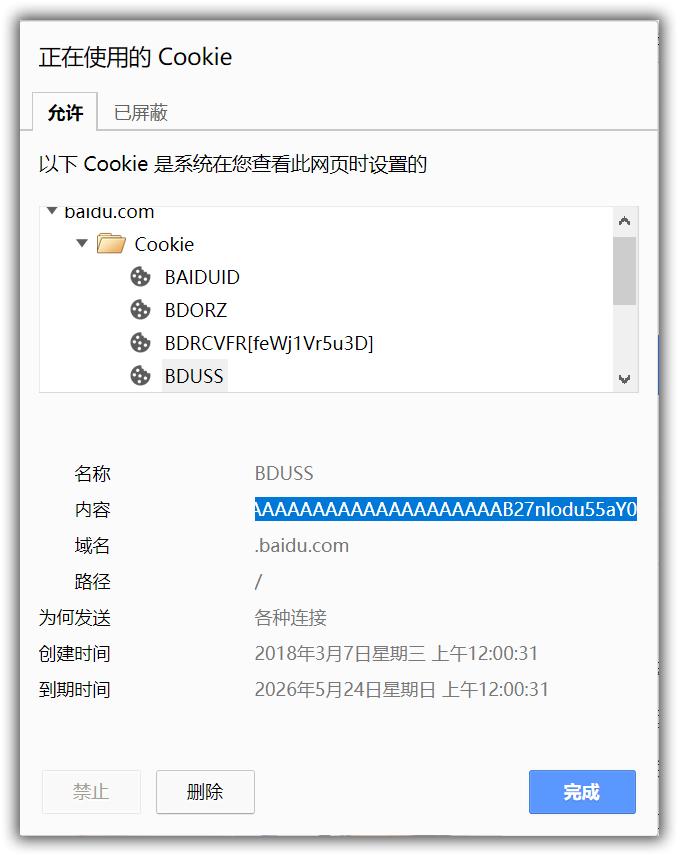 正在使用的 Cookie
允许 已屏蔽
以下 Cookie 是系统在您查看此网页时设置的
baidu.com
Cookie
BAIDUID
BDORZ
BDRCVFR[feWj1Vr5u3D]
BDUSS
名称 BDUSS
内容 AAAAAAAAAAAAAAAAAAAAAB27nlodu55aY0
域名 .baidu.com
路径 /
为何发送 各种连接
创建时间 2018年3月7日星期三 上午12:00:31
到期时间 2026年5月24日星期日 上午12:00:31
禁止 删除 完成